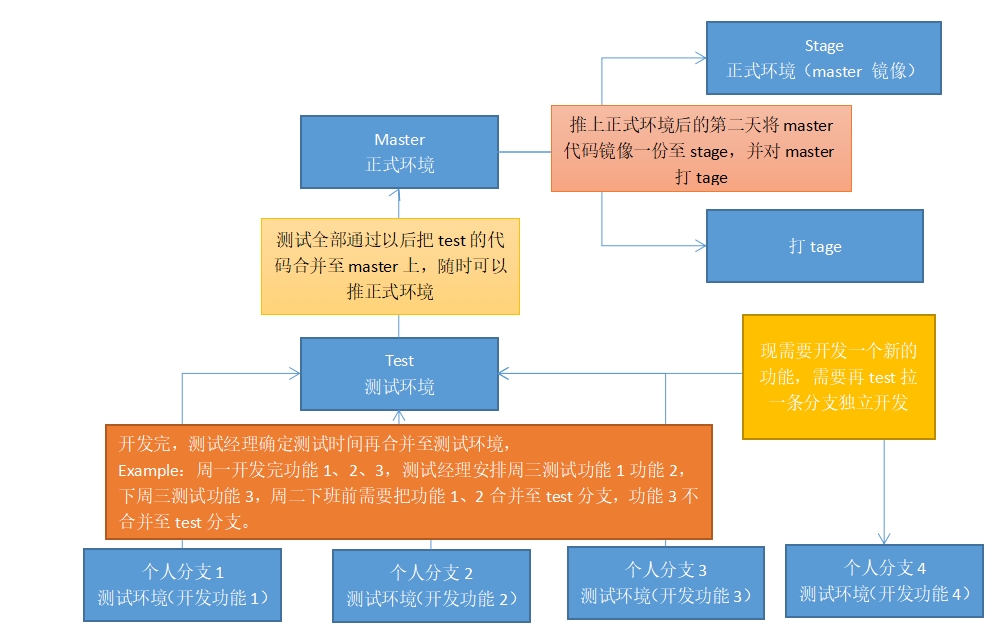 Stage
正式环境（master 镜像）
Master
正式环境
推上正式环境后的第二天将 master
代码镜像一份至 stage，并对 master
打 tage
打 tage
测试全部通过以后把 test 的代
码合并至 master 上，随时可以
推正式环境
Test
测试环境
现需要开发一个新的
功能，需要再 test 拉
一条分支独立开发
开发完，测试经理确定测试时间再合并至测试环境，
Example：周一开发完功能 1、2、3，测试经理安排周三测试功能 1 功能 2，
下周三测试功能 3，周二下班前需要把功能 1、2 合并至 test 分支，功能 3 不
合并至 test 分支。
个人分支 1
测试环境（开发功能 1）
个人分支 2
测试环境（开发功能 2）
个人分支 3
测试环境（开发功能 3）
个人分支 4
测试环境（开发功能 4）